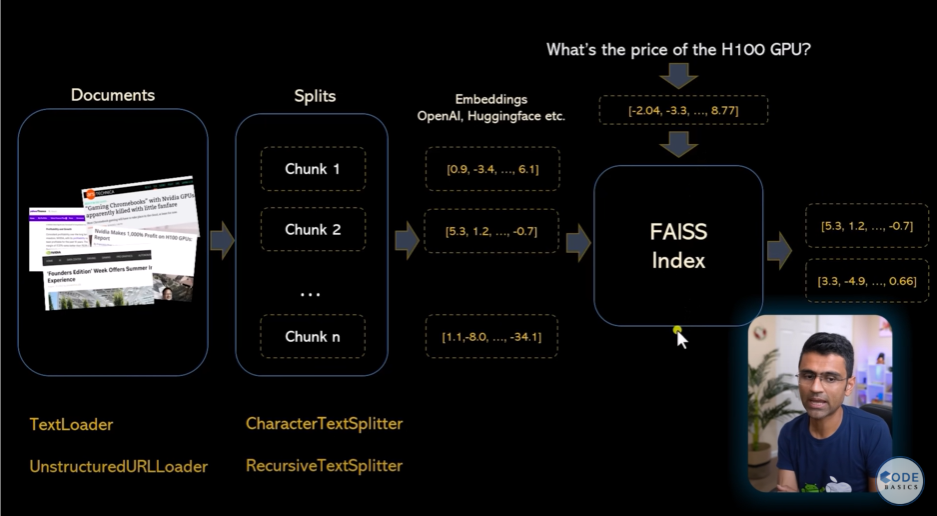 What's the price of the H100 GPU?
Documents
Splits
Embeddings
OpenAI, Huggingface etc.
[-2.04, -3.3, ..., 8.77]
Chunk 1
[0.9, -3.4, ..., 6.1]
"Gaming Chromebooks" with Nvidia GPUs
apparently killed with little fanfare
Chunk 2
[5.3, 1.2, ..., -0.7]
FAISS
Index
[5.3, 1.2, ..., -0.7]
Nvidia Makes 1,000% Profit on H100 GPUs:
Report
[3.3, -4.9, ..., 0.66]
'Founders Edition' Week Offers Summer
Experience
...
Chunk n
[1.1,-8.0, ..., -34.1]
TextLoader
CharacterTextSplitter
UnstructuredURLLoader
RecursiveTextSplitter
CODE
BASICS